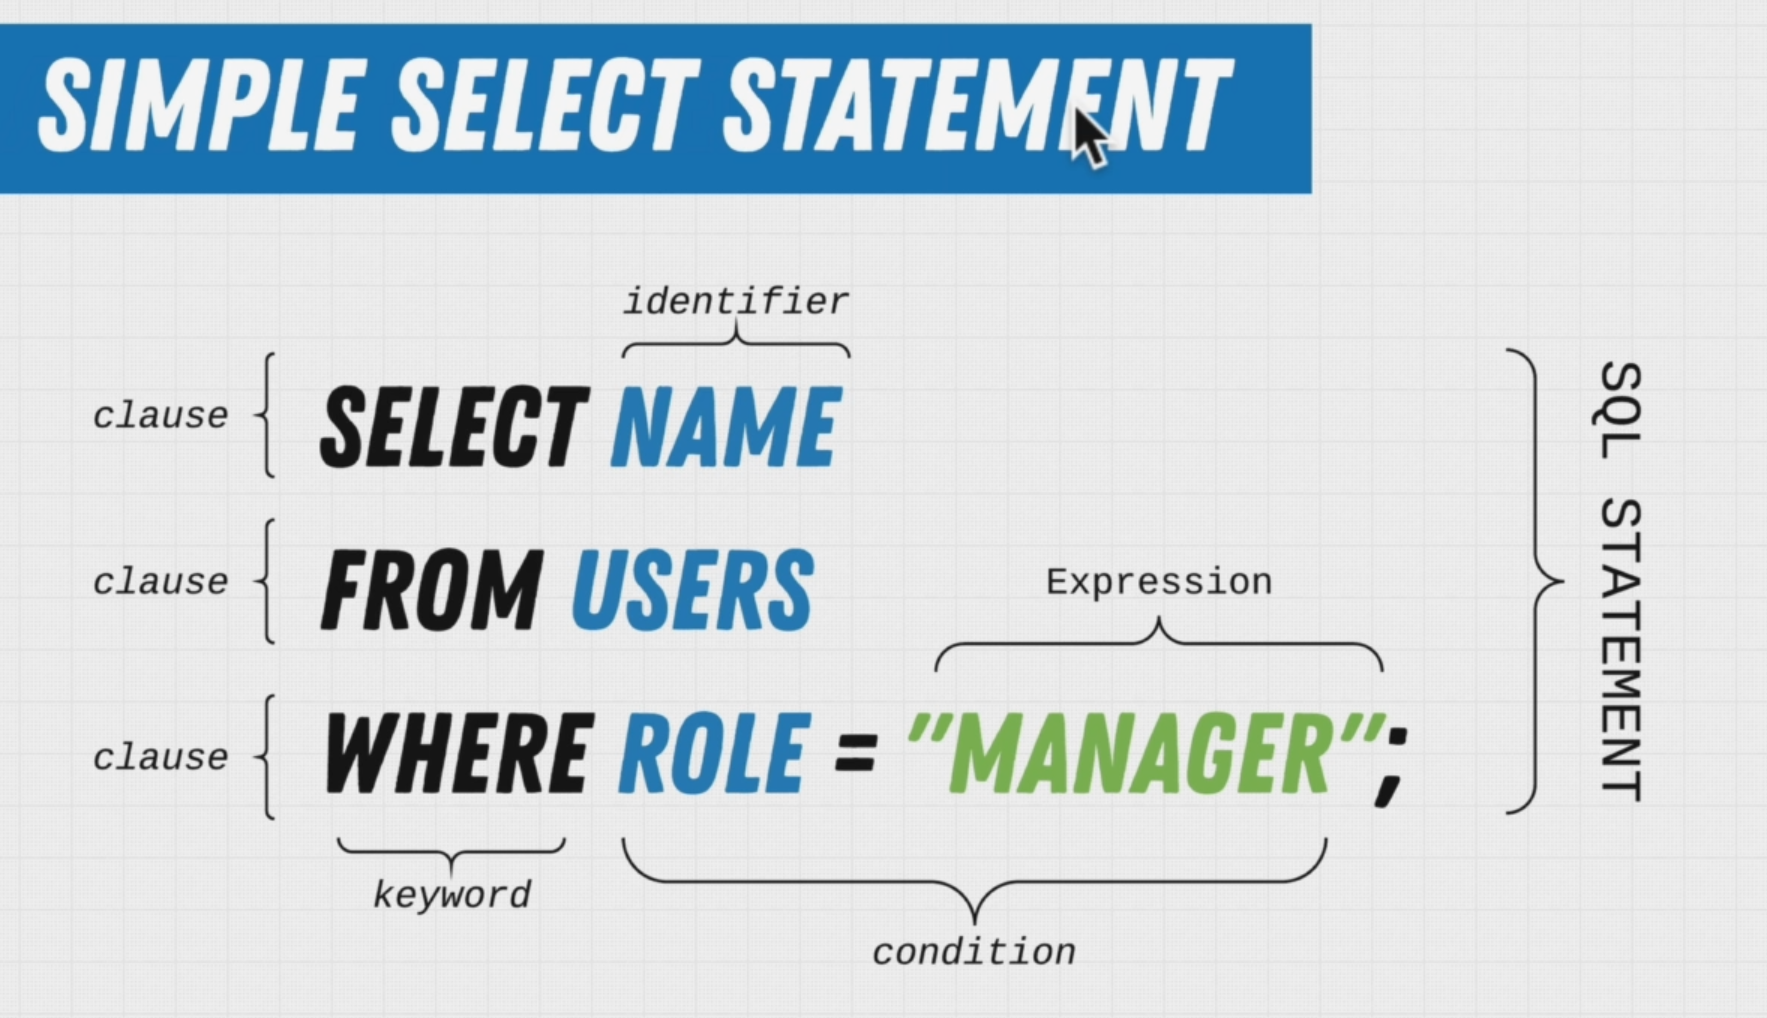 SIMPLE SELECT STATEMENT
identifier
clause
SELECT NAME
clause
FROM USERS
Expression
clause
WHERE ROLE = "MANAGER";
keyword
condition
SQL STATEMENT